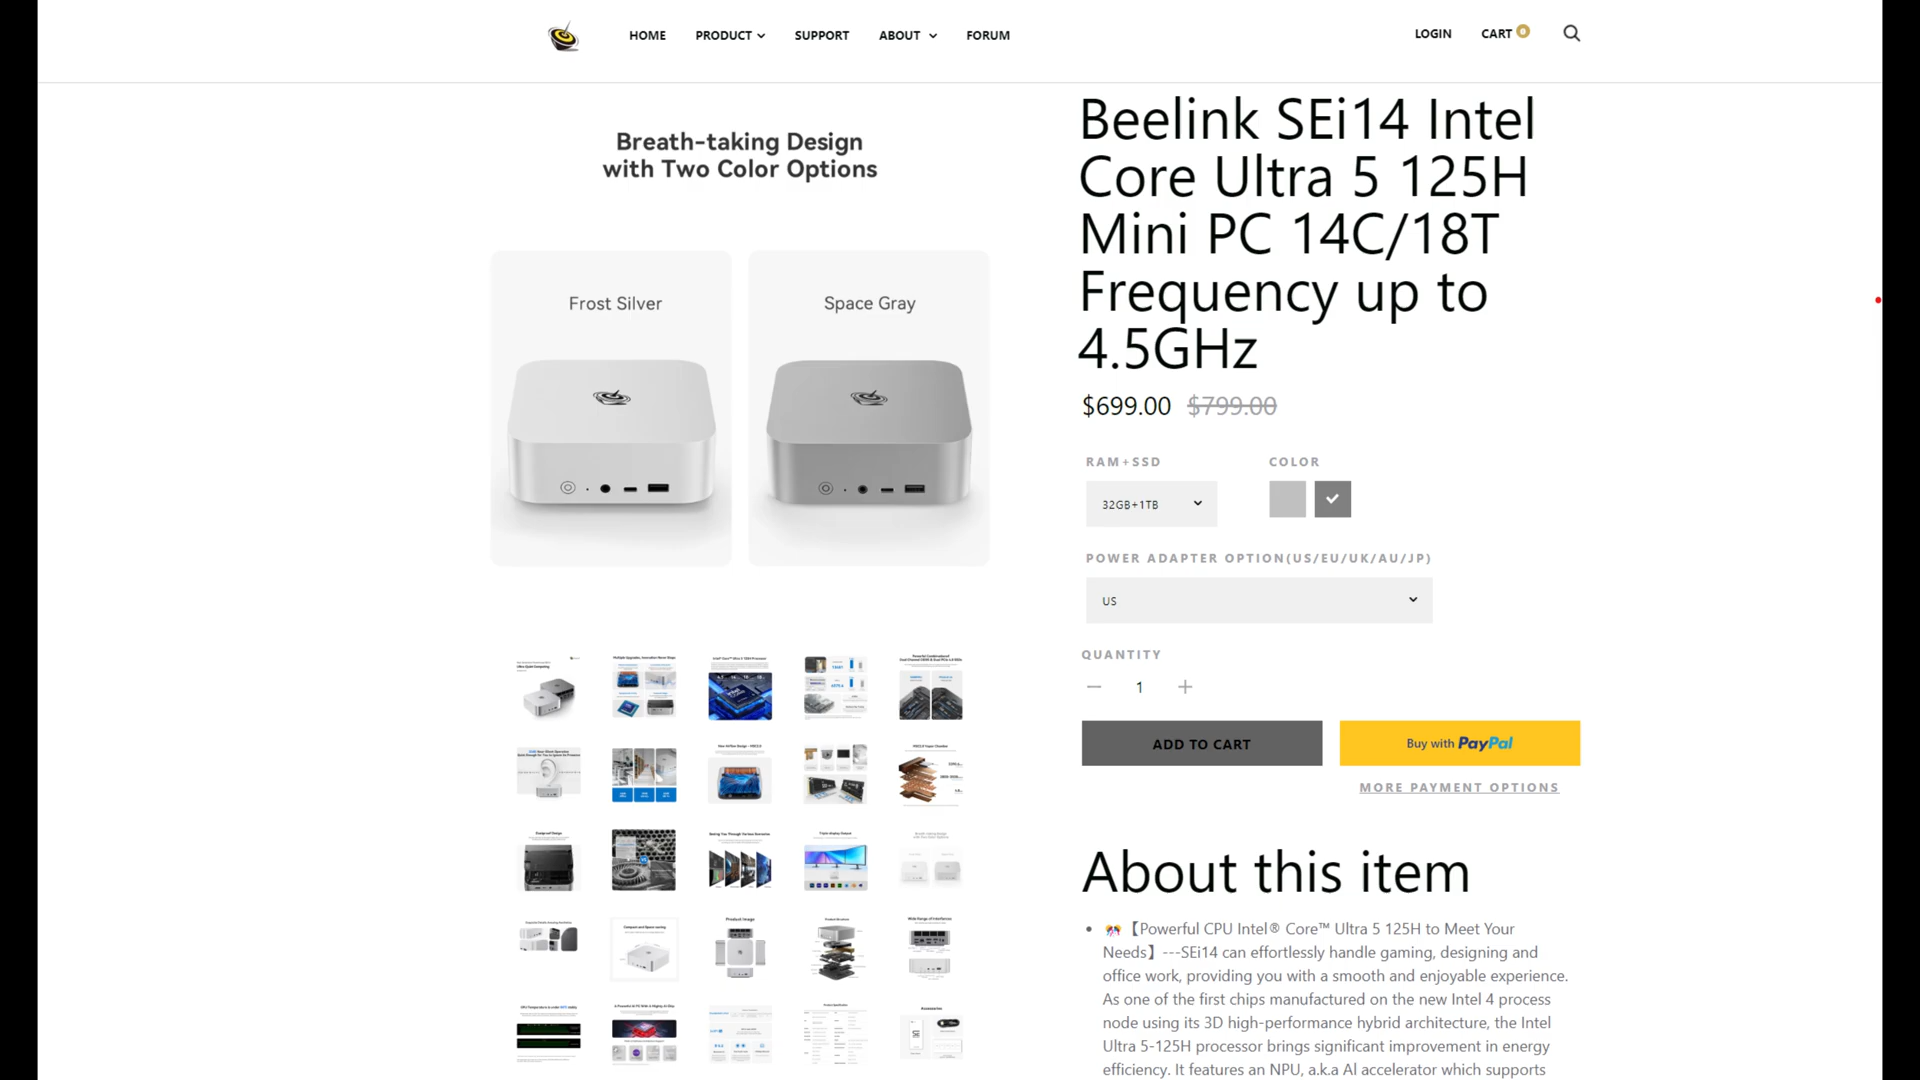 HOME
PRODUCT
SUPPORT
ABOUT
FORUM
LOGIN
CART 0
Breath-taking Design
with Two Color Options
Frost Silver
Space Gray
Beelink SEi14 Intel
Core Ultra 5 125H
Mini PC 14C/18T
Frequency up to
4.5GHz
$699.00 $799.00
RAM+SSD
COLOR
32GB+1TB
POWER ADAPTER OPTION(US/EU/UK/AU/JP)
US
QUANTITY
1
ADD TO CART
Buy with PayPal
MORE PAYMENT OPTIONS
Product Image
About this item
【Powerful CPU Intel® Core™ Ultra 5 125H to Meet Your
Needs】---SEi14 can effortlessly handle gaming, designing and
office work, providing you with a smooth and enjoyable experience.
As one of the first chips manufactured on the new Intel 4 process
node using its 3D high-performance hybrid architecture, the Intel
Ultra 5-125H processor brings significant improvement in energy
efficiency. It features an NPU, a.k.a AI accelerator which supports